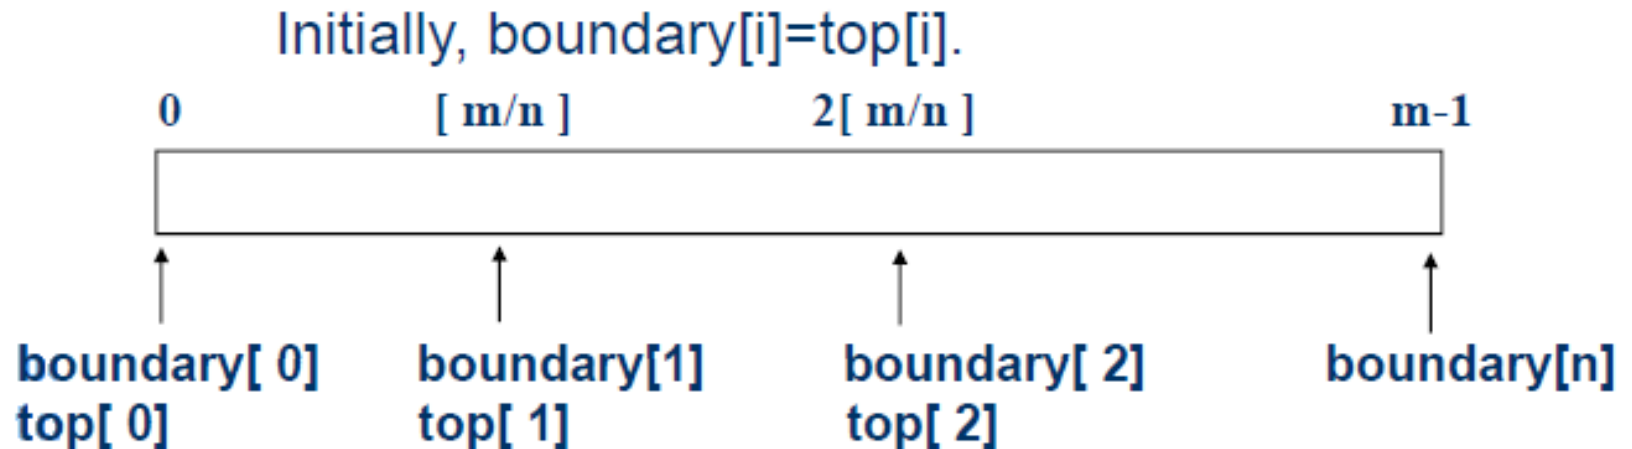 Initially, boundary[i]=top[i].
0 [ m/n ] 2[ m/n ] m-1
boundary[ 0] boundary[1] boundary[ 2] boundary[n]
top[ 0] top[ 1] top[ 2]